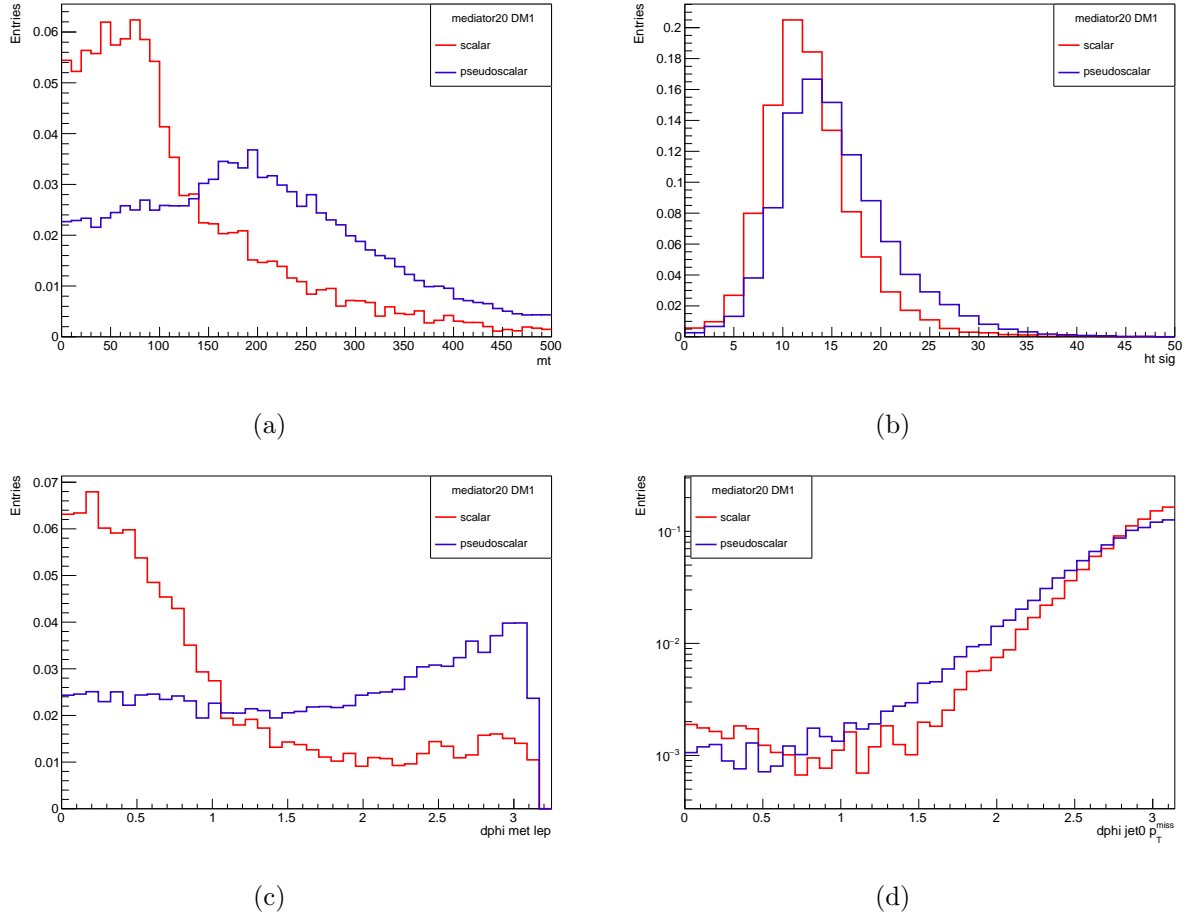 Entries
mediator20 DM1
scalar
pseudoscalar
0.06
0.05
0.04
0.03
0.02
0.01
0
0 50 100 150 200 250 300 350 400 450 500
mt
(a)
Entries
mediator20 DM1
scalar
pseudoscalar
0.2
0.18
0.16
0.14
0.12
0.1
0.08
0.06
0.04
0.02
0 5 10 15 20 25 30 35 40 45 50
ht sig
(b)
Entries
mediator20 DM1
scalar
pseudoscalar
0.07
0.06
0.05
0.04
0.03
0.02
0.01
0
0 0.5 1 1.5 2 2.5 3
dphi met lep
(c)
Entries
mediator20 DM1
scalar
pseudoscalar
10⁻¹
10⁻²
10⁻³
0 0.5 1 1.5 2 2.5 3
dphi jet0 p_T^miss
(d)